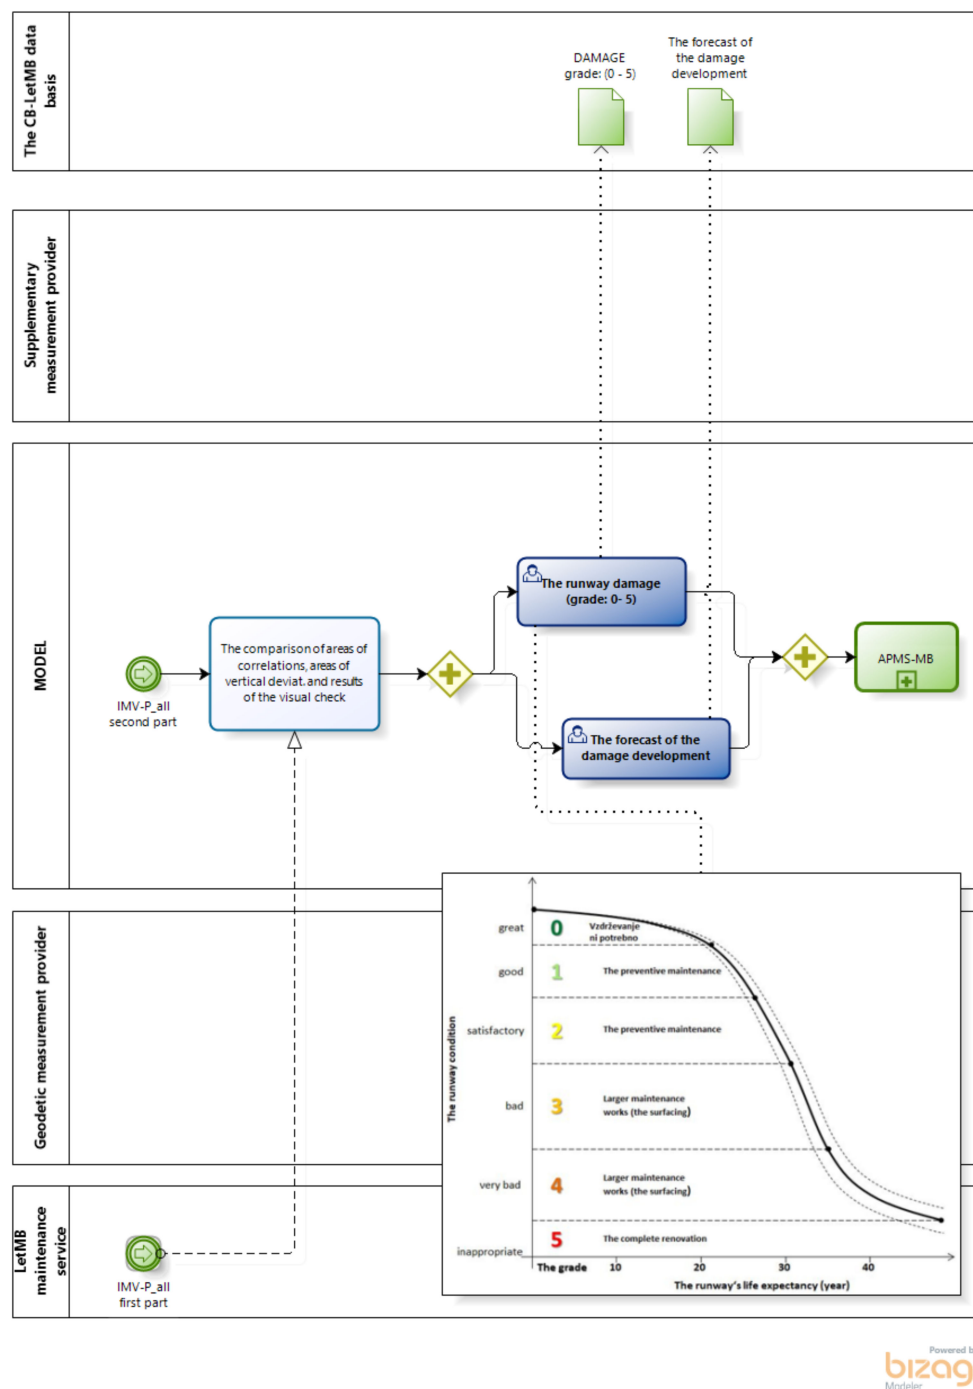 The CB-LetMB data
basis
DAMAGE
grade: (0 - 5)
The forecast of
the damage
development
Supplementary
measurement provider
MODEL
IMV-P_all
second part
The comparison of areas of
correlations, areas of
vertical deviat. and results
of the visual check
The runway damage
(grade: 0- 5)
The forecast of the
damage development
APMS-MB
Geodetic measurement provider
LetMB
maintenance
service
IMV-P_all
first part
The runway condition
great
0
Vzdrževanje
ni potrebno
good
1
The preventive maintenance
satisfactory
2
The preventive maintenance
bad
3
Larger maintenance
works (the surfacing)
very bad
4
Larger maintenance
works (the surfacing)
inappropriate
5
The complete renovation
The grade
10
20
30
40
The runway's life expectancy (year)
Powered b
bizag
Modeler